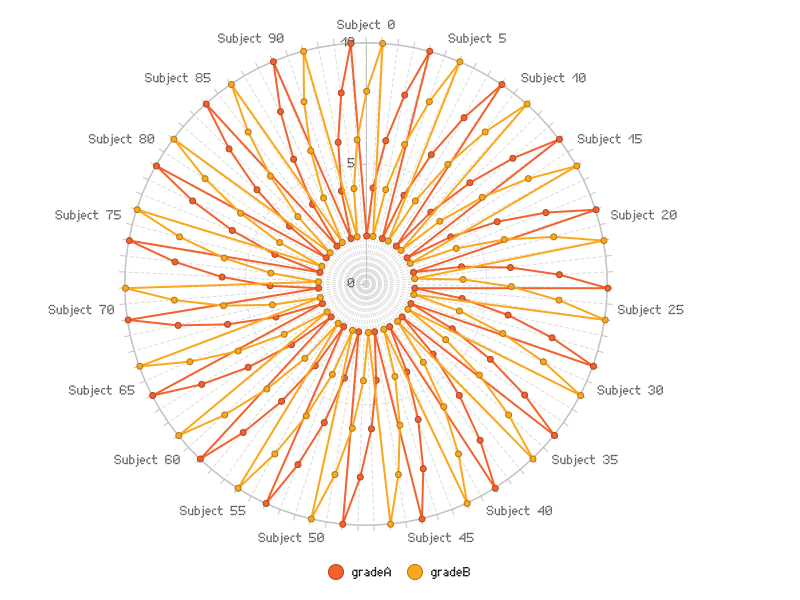 Subject 0
Subject 5
Subject 10
Subject 15
Subject 20
Subject 25
Subject 30
Subject 35
Subject 40
Subject 45
Subject 50
Subject 55
Subject 60
Subject 65
Subject 70
Subject 75
Subject 80
Subject 85
Subject 90
10
5
0
gradeA
gradeB